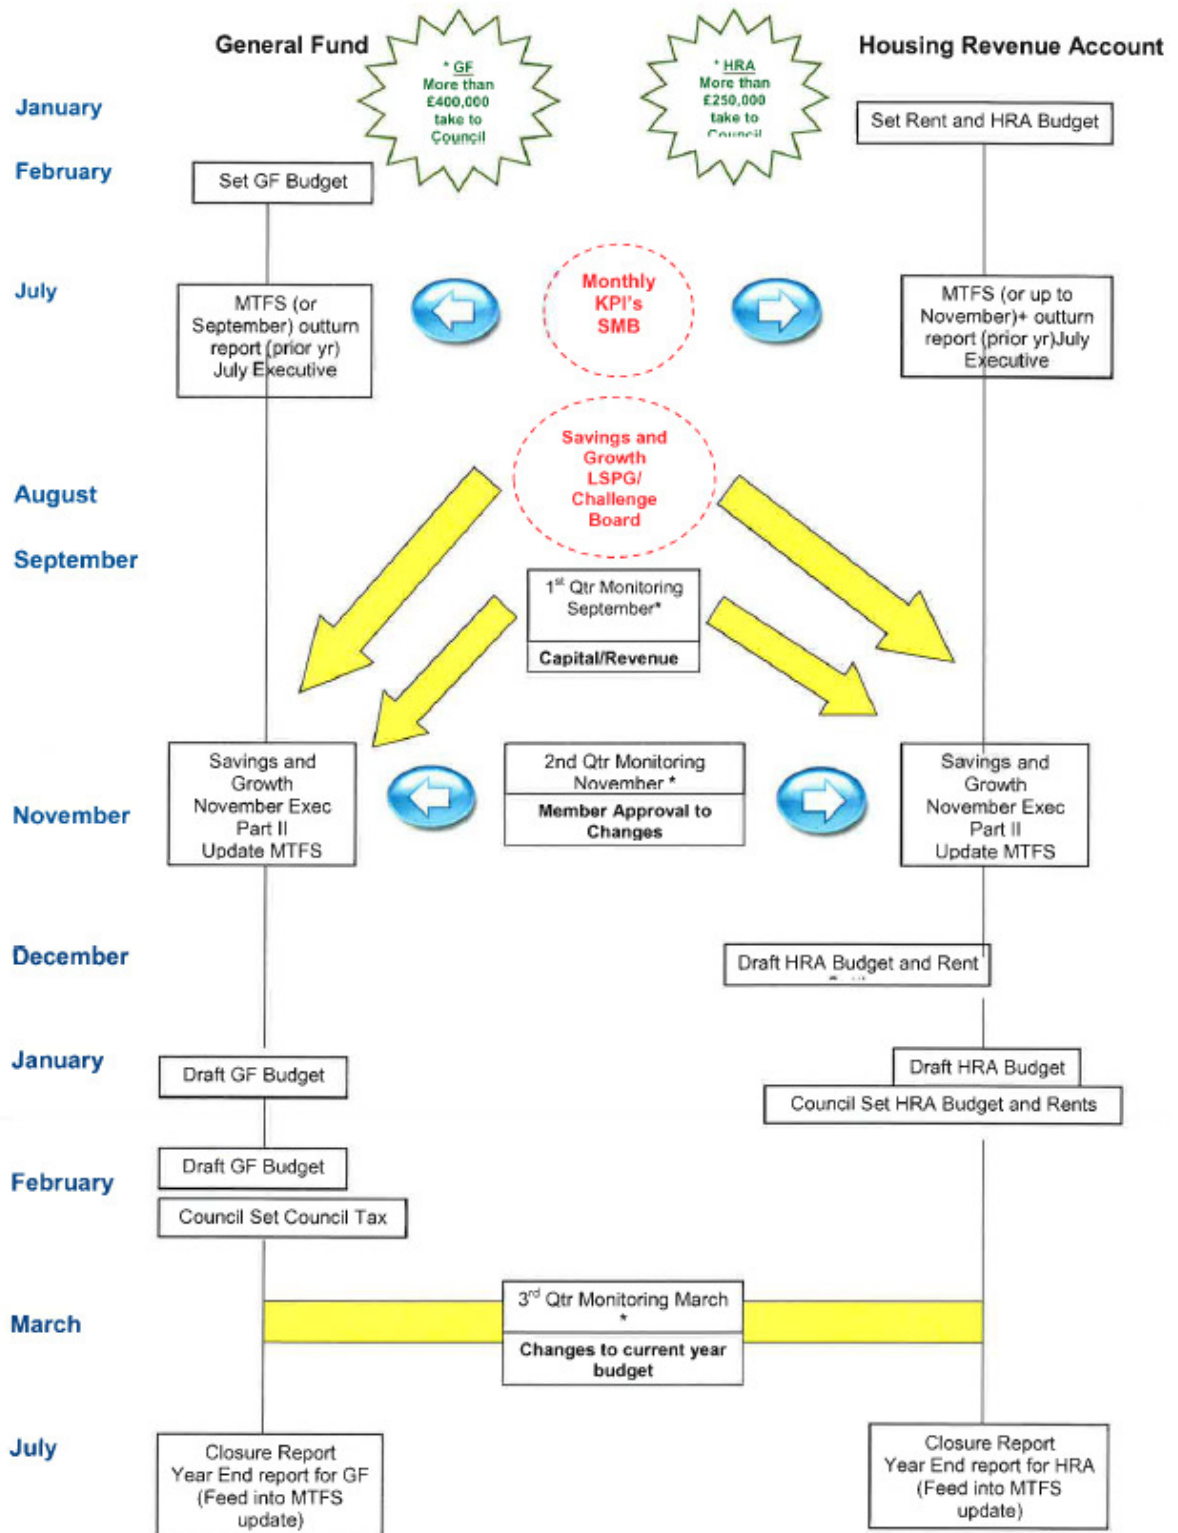 General Fund
* GF
More than
£400,000
take to
Council
* HRA
More than
£250,000
take to
Council
Housing Revenue Account
January
Set Rent and HRA Budget
February
Set GF Budget
July
MTFS (or
September) outturn
report (prior yr)
July Executive
Monthly
KPI's
SMB
MTFS (or up to
November)+ outturn
report (prior yr)July
Executive
Savings and
Growth
LSPG/
Challenge
Board
August
September
1st Qtr Monitoring
September*
Capital/Revenue
November
Savings and
Growth
November Exec
Part II
Update MTFS
2nd Qtr Monitoring
November *
Member Approval to
Changes
Savings and
Growth
November Exec
Part II
Update MTFS
December
Draft HRA Budget and Rent
January
Draft GF Budget
Draft HRA Budget
Council Set HRA Budget and Rents
February
Draft GF Budget
Council Set Council Tax
March
3rd Qtr Monitoring March
*
Changes to current year
budget
July
Closure Report
Year End report for GF
(Feed into MTFS
update)
Closure Report
Year End report for HRA
(Feed into MTFS
update)